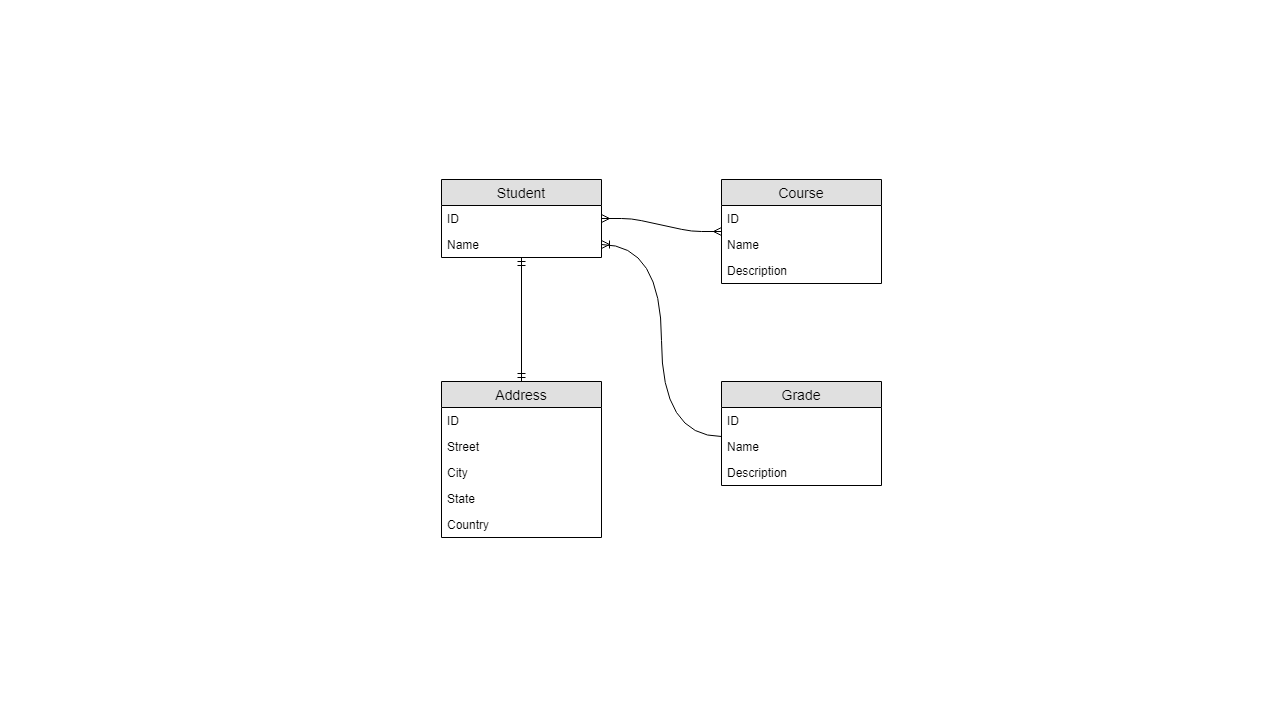 Student
ID
Name
Course
ID
Name
Description
Address
ID
Street
City
State
Country
Grade
ID
Name
Description